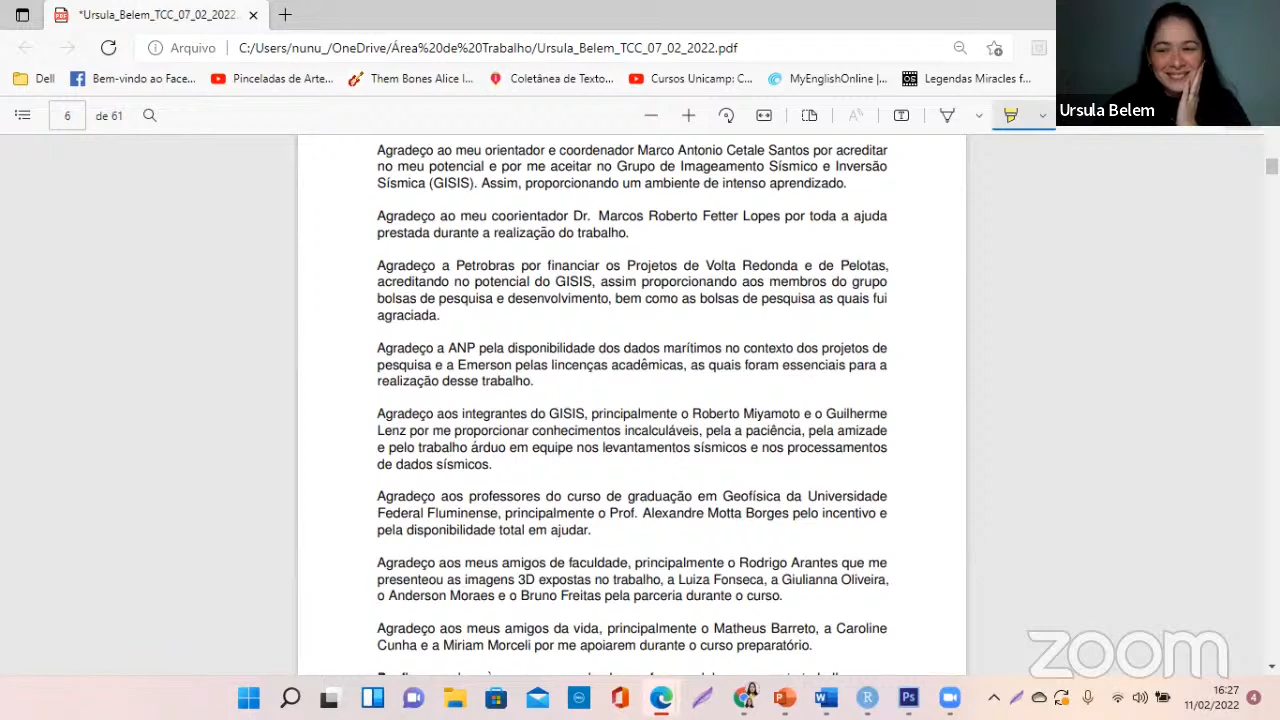 *Ursula_Belem_TCC_07_02_2022.
Arquivo
C:/Users/nunu_/OneDrive/Área%20de%20Trabalho/Ursula_Belem_TCC_07_02_2022.pdf
Dell
Bem-vindo ao Face...
Pinceladas de Arte...
Them Bones Alice I...
Coletânea de Texto...
Cursos Unicamp: C...
MyEnglishOnline |...
Legendas Miracles f...
Ursula Belem
6
de 61
Agradeço ao meu orientador e coordenador Marco Antonio Cetale Santos por acreditar
no meu potencial e por me aceitar no Grupo de Imageamento Sísmico e Inversão
Sísmica (GISIS). Assim, proporcionando um ambiente de intenso aprendizado.
Agradeço ao meu coorientador Dr. Marcos Roberto Fetter Lopes por toda a ajuda
prestada durante a realização do trabalho.
Agradeço a Petrobras por financiar os Projetos de Volta Redonda e de Pelotas,
acreditando no potencial do GISIS, assim proporcionando aos membros do grupo
bolsas de pesquisa e desenvolvimento, bem como as bolsas de pesquisa as quais fui
agraciada.
Agradeço a ANP pela disponibilidade dos dados marítimos no contexto dos projetos de
pesquisa e a Emerson pelas lincenças acadêmicas, as quais foram essenciais para a
realização desse trabalho.
Agradeço aos integrantes do GISIS, principalmente o Roberto Miyamoto e o Guilherme
Lenz por me proporcionar conhecimentos incalculáveis, pela a paciência, pela amizade
e pelo trabalho árduo em equipe nos levantamentos sísmicos e nos processamentos
de dados sísmicos.
Agradeço aos professores do curso de graduação em Geofísica da Universidade
Federal Fluminense, principalmente o Prof. Alexandre Motta Borges pelo incentivo e
pela disponibilidade total em ajudar.
Agradeço aos meus amigos de faculdade, principalmente o Rodrigo Arantes que me
presenteou as imagens 3D expostas no trabalho, a Luiza Fonseca, a Giulianna Oliveira,
o Anderson Moraes e o Bruno Freitas pela parceria durante o curso.
Agradeço aos meus amigos da vida, principalmente o Matheus Barreto, a Caroline
Cunha e a Miriam Morceli por me apoiarem durante o curso preparatório.
zoom
16:27
11/02/2022
4